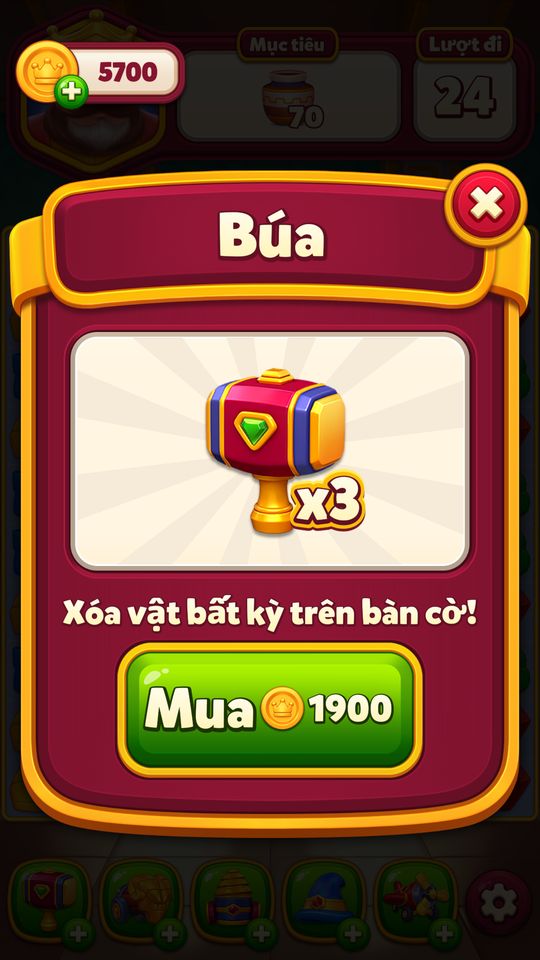 5700
Mục tiêu
70
Lượt đi
24
Búa
x3
Xóa vật bất kỳ trên bàn cờ!
Mua 1900